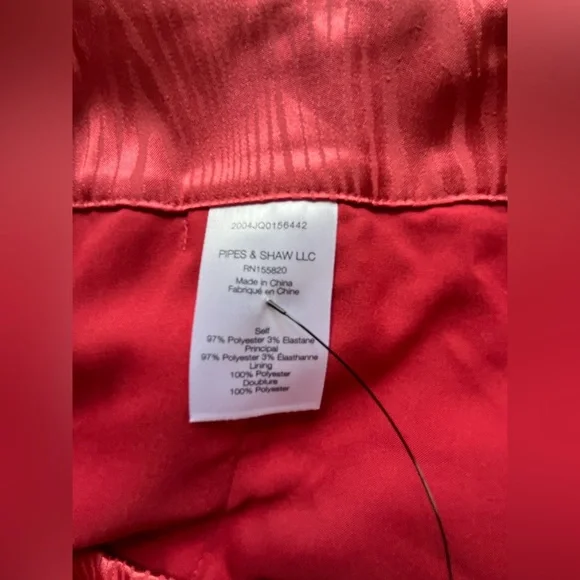 2004JQ0156442
PIPES & SHAW LLC
RN155820
Made in China
Fabriqué en Chine
Self
97% Polyester 3% Elastane
Principal
97% Polyester 3% Élasthanne
Lining
100% Polyester
Doublure
100% Polyester